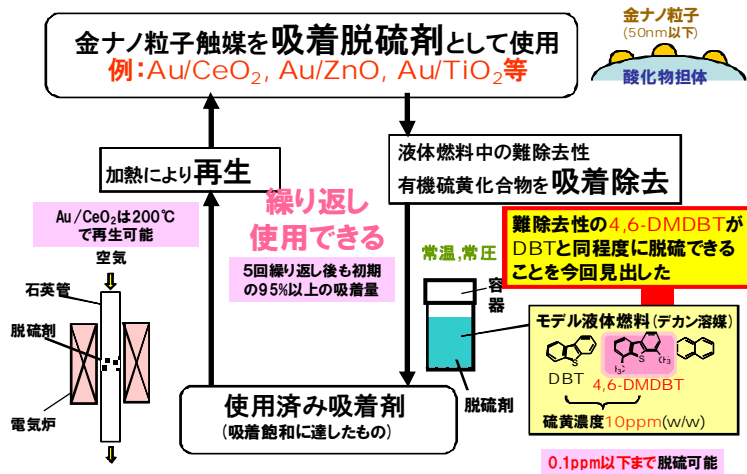 金ナノ粒子触媒を吸着脱硫剤として使用
例：Au/CeO₂, Au/ZnO, Au/TiO₂等
金ナノ粒子
(50nm以下)
酸化物担体
加熱により再生
液体燃料中の難除去性
有機硫黄化合物を吸着除去
繰り返し
使用できる
5回繰り返し後も初期
の95%以上の吸着量
Au/CeO₂は200℃
で再生可能
空気
石英管
脱硫剤
電気炉
常温,常圧
容
器
脱硫剤
難除去性の4,6-DMDBTが
DBTと同程度に脱硫できる
ことを今回見出した
モデル液体燃料(デカン溶媒)
S
S
DBT
4,6-DMDBT
硫黄濃度10ppm(w/w)
0.1ppm以下まで脱硫可能
使用済み吸着剤
(吸着飽和に達したもの)